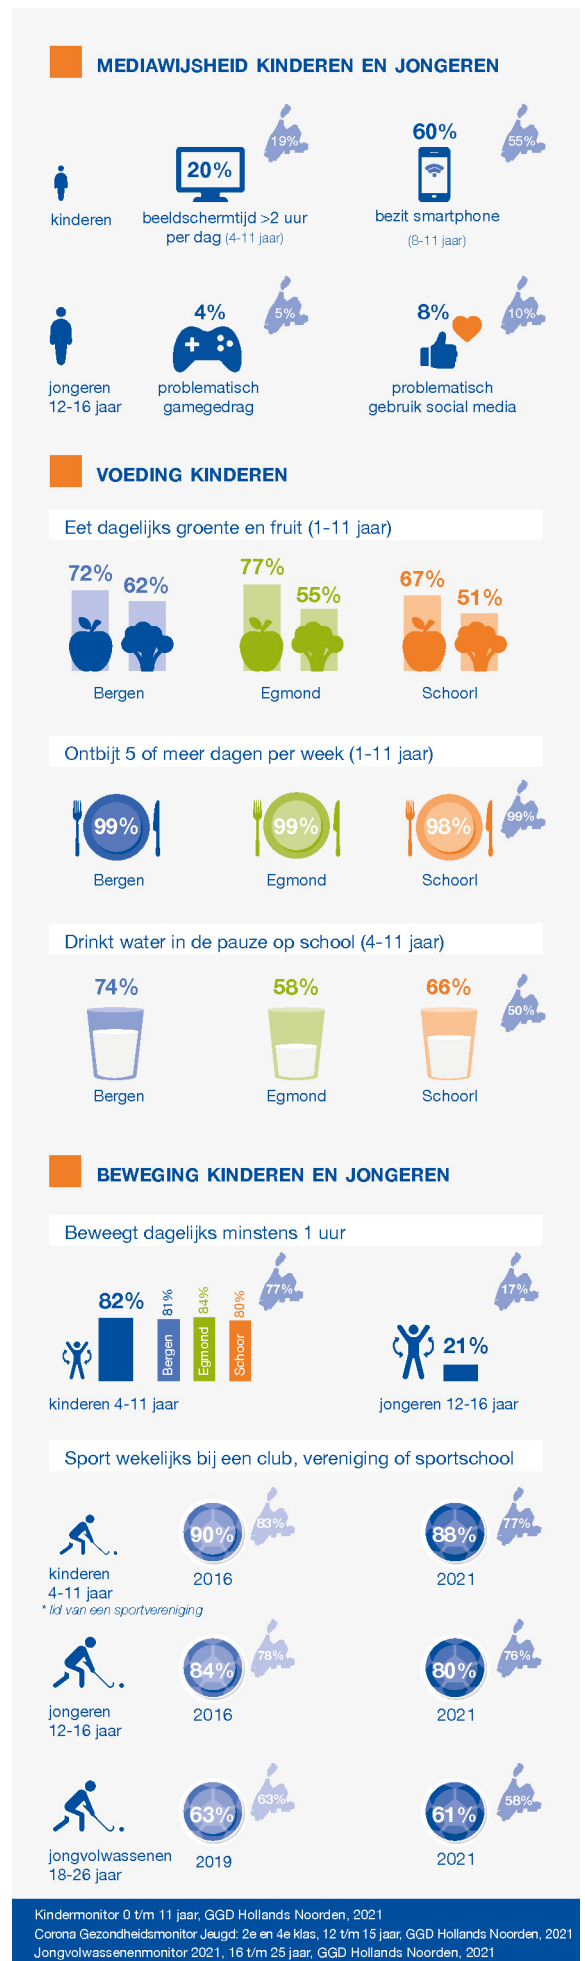 MEDIAWIJSHEID KINDEREN EN JONGEREN
19%
60%
55%
20%
kinderen
beeldschermtijd >2 uur
per dag (4-11 jaar)
bezit smartphone
(8-11 jaar)
4%
5%
8%
10%
jongeren
12-16 jaar
problematisch
gamegedrag
problematisch
gebruik social media
VOEDING KINDEREN
Eet dagelijks groente en fruit (1-11 jaar)
72% 62%
77% 55%
67% 51%
Bergen
Egmond
Schoorl
Ontbijt 5 of meer dagen per week (1-11 jaar)
99%
99%
98%
99%
Bergen
Egmond
Schoorl
Drinkt water in de pauze op school (4-11 jaar)
74%
58%
66%
50%
Bergen
Egmond
Schoorl
BEWEGING KINDEREN EN JONGEREN
Beweegt dagelijks minstens 1 uur
82%
81%
Bergen
84%
Egmond
80%
Schoor
77%
17%
21%
kinderen 4-11 jaar
jongeren 12-16 jaar
Sport wekelijks bij een club, vereniging of sportschool
90%
83%
88%
77%
kinderen
4-11 jaar
2016
2021
* lid van een sportvereniging
84%
78%
80%
76%
jongeren
12-16 jaar
2016
2021
63%
63%
61%
58%
jongvolwassenen
18-26 jaar
2019
2021
Kindermonitor 0 t/m 11 jaar, GGD Hollands Noorden, 2021
Corona Gezondheidsmonitor Jeugd: 2e en 4e klas, 12 t/m 15 jaar, GGD Hollands Noorden, 2021
Jongvolwassenenmonitor 2021, 16 t/m 25 jaar, GGD Hollands Noorden, 2021